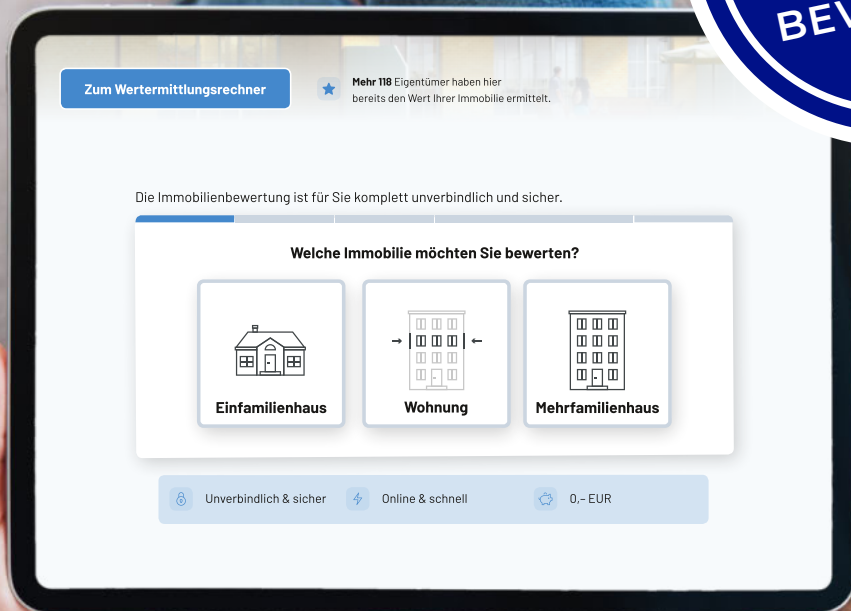 Zum Wertermittlungsrechner
Mehr 118 Eigentümer haben hier
bereits den Wert Ihrer Immobilie ermittelt.
Die Immobilienbewertung ist für Sie komplett unverbindlich und sicher.
Welche Immobilie möchten Sie bewerten?
Einfamilienhaus
Wohnung
Mehrfamilienhaus
Unverbindlich & sicher
Online & schnell
0,– EUR